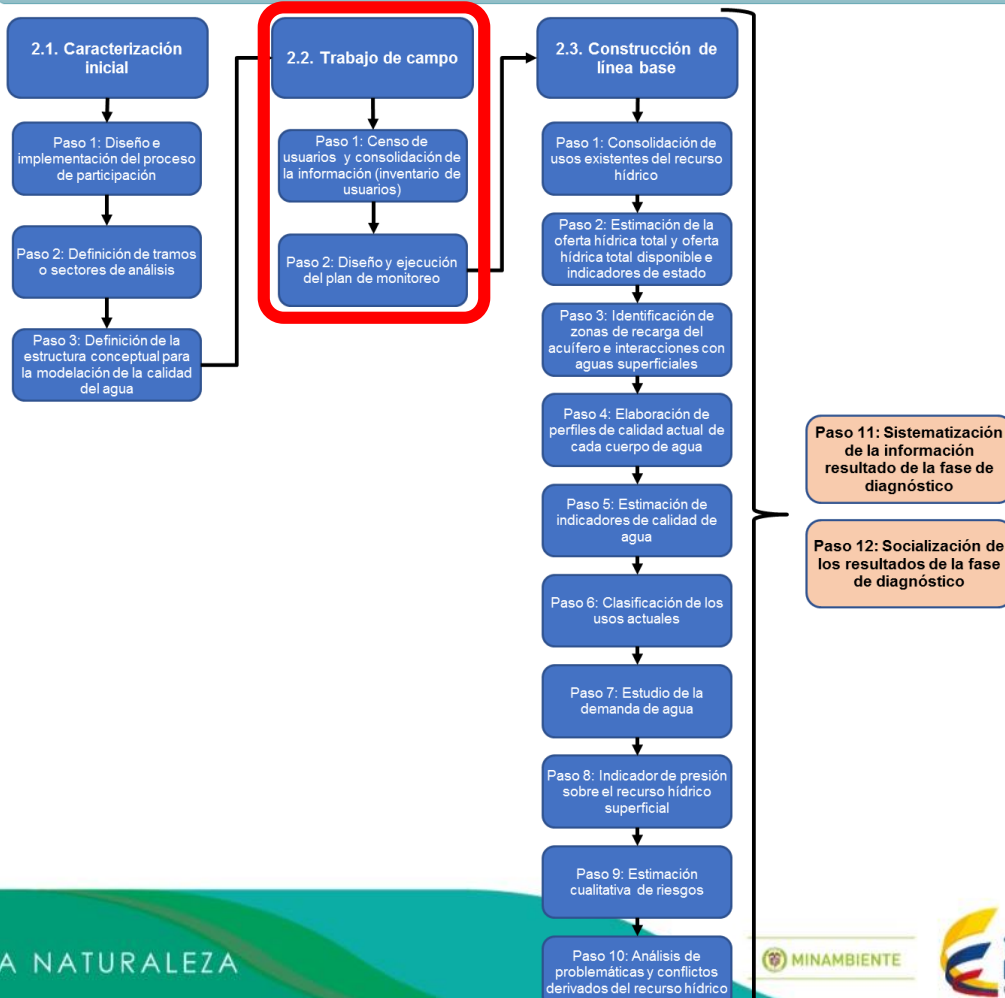 2.1. Caracterización
inicial
Paso 1: Diseño e
implementación del proceso
de participación
Paso 2: Definición de tramos
o sectores de análisis
Paso 3: Definición de la
estructura conceptual para
la modelación de la calidad
del agua
2.2. Trabajo de campo
Paso 1: Censo de
usuarios y consolidación de
la información (inventario de
usuarios)
Paso 2: Diseño y ejecución
del plan de monitoreo
2.3. Construcción de
línea base
Paso 1: Consolidación de
usos existentes del recurso
hídrico
Paso 2: Estimación de la
oferta hídrica total y oferta
hídrica total disponible e
indicadores de estado
Paso 3: Identificación de
zonas de recarga del
acuífero e interacciones con
aguas superficiales
Paso 4: Elaboración de
perfiles de calidad actual de
cada cuerpo de agua
Paso 5: Estimación de
indicadores de calidad de
agua
Paso 6: Clasificación de los
usos actuales
Paso 7: Estudio de la
demanda de agua
Paso 8: Indicador de presión
sobre el recurso hídrico
superficial
Paso 9: Estimación
cualitativa de riesgos
Paso 10: Análisis de
problemáticas y conflictos
derivados del recurso hídrico
Paso 11: Sistematización
de la información
resultado de la fase de
diagnóstico
Paso 12: Socialización de
los resultados de la fase
de diagnóstico
A NATURALEZA
MINAMBIENTE